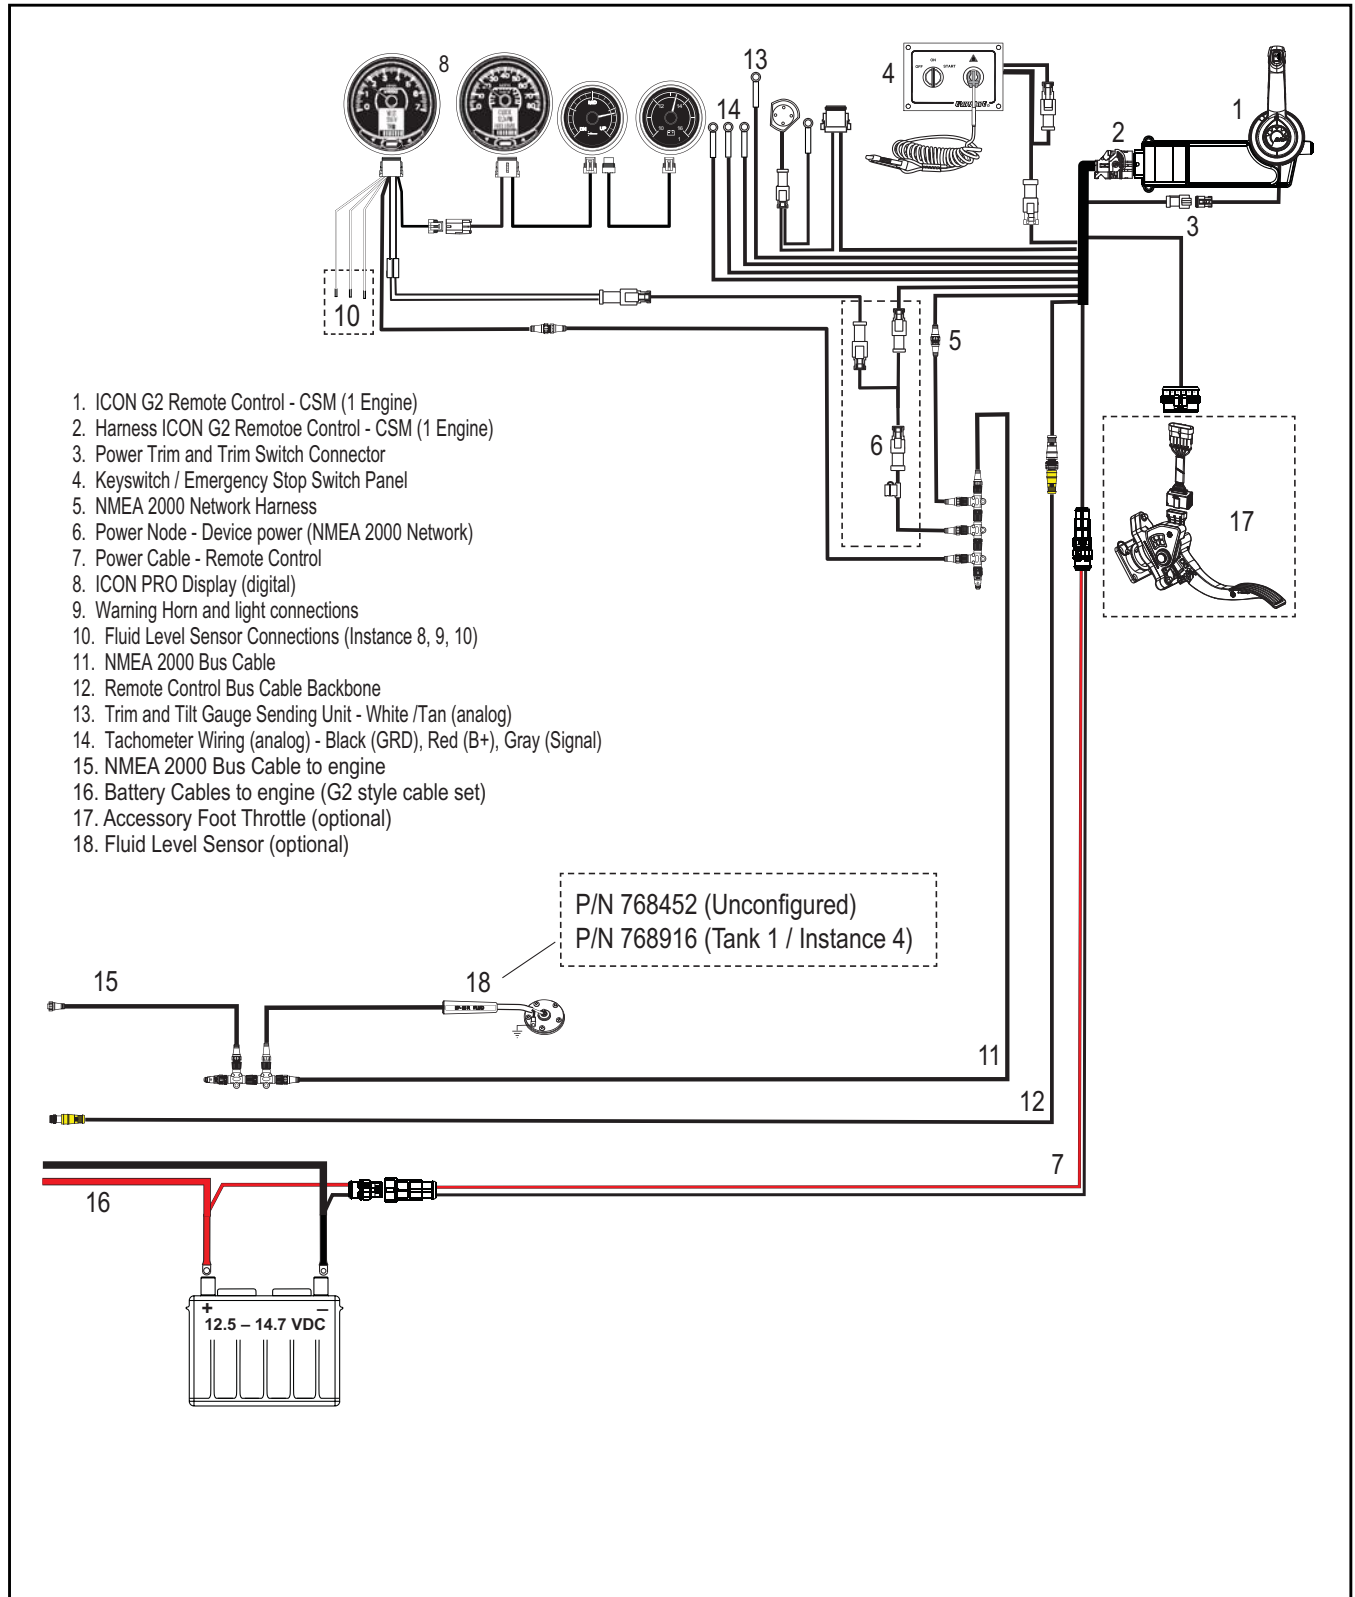 8
13
14
4
OFF
ON
START
1
2
3
10
5
6
17
1. ICON G2 Remote Control - CSM (1 Engine)
2. Harness ICON G2 Remotoe Control - CSM (1 Engine)
3. Power Trim and Trim Switch Connector
4. Keyswitch / Emergency Stop Switch Panel
5. NMEA 2000 Network Harness
6. Power Node - Device power (NMEA 2000 Network)
7. Power Cable - Remote Control
8. ICON PRO Display (digital)
9. Warning Horn and light connections
10. Fluid Level Sensor Connections (Instance 8, 9, 10)
11. NMEA 2000 Bus Cable
12. Remote Control Bus Cable Backbone
13. Trim and Tilt Gauge Sending Unit - White /Tan (analog)
14. Tachometer Wiring (analog) - Black (GRD), Red (B+), Gray (Signal)
15. NMEA 2000 Bus Cable to engine
16. Battery Cables to engine (G2 style cable set)
17. Accessory Foot Throttle (optional)
18. Fluid Level Sensor (optional)
P/N 768452 (Unconfigured)
P/N 768916 (Tank 1 / Instance 4)
15
18
11
12
7
16
+ –
12.5 – 14.7 VDC